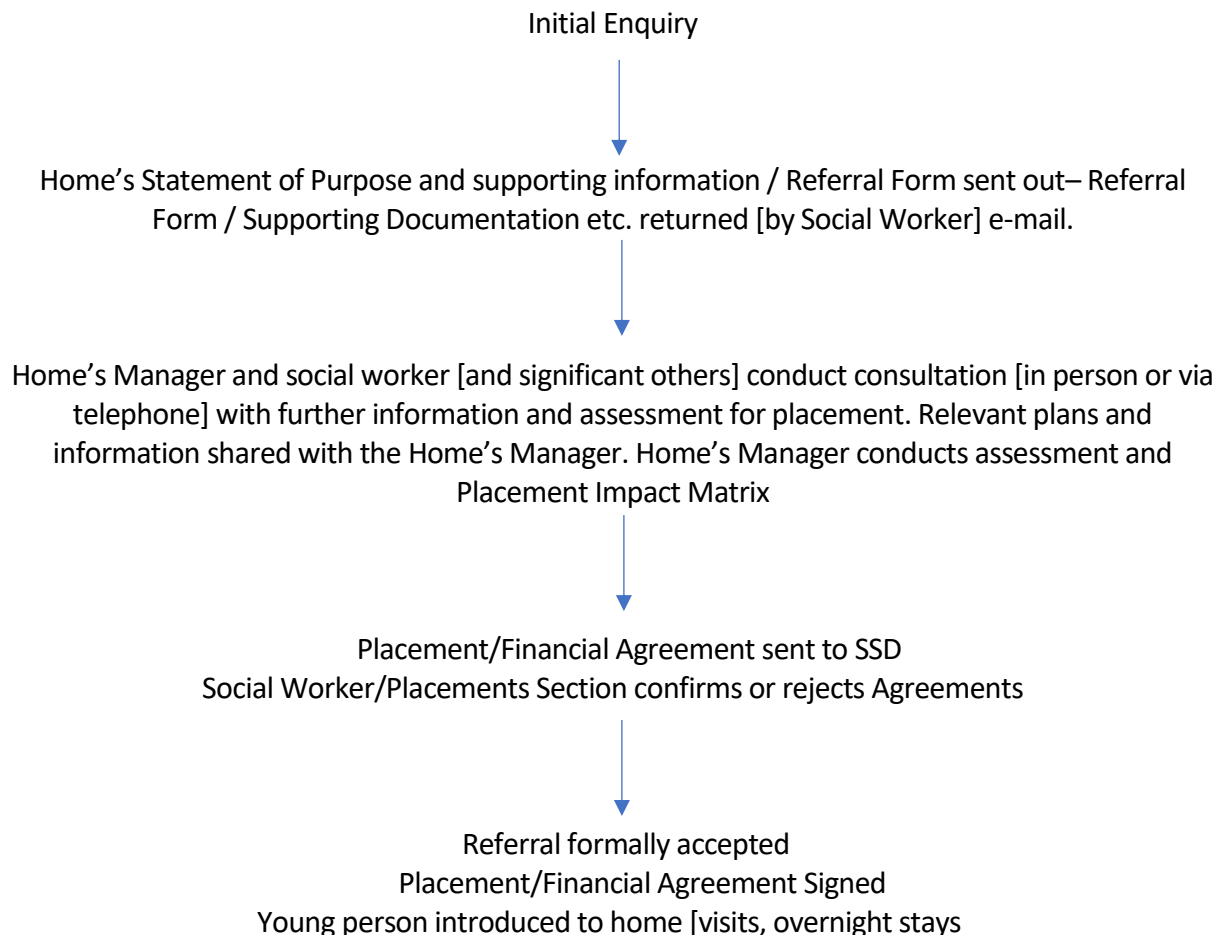 Initial Enquiry
Home’s Statement of Purpose and supporting information / Referral Form sent out– Referral
Form / Supporting Documentation etc. returned [by Social Worker] e-mail.
Home’s Manager and social worker [and significant others] conduct consultation [in person or via
telephone] with further information and assessment for placement. Relevant plans and
information shared with the Home’s Manager. Home’s Manager conducts assessment and
Placement Impact Matrix
Placement/Financial Agreement sent to SSD
Social Worker/Placements Section confirms or rejects Agreements
Referral formally accepted
Placement/Financial Agreement Signed
Young person introduced to home [visits, overnight stays